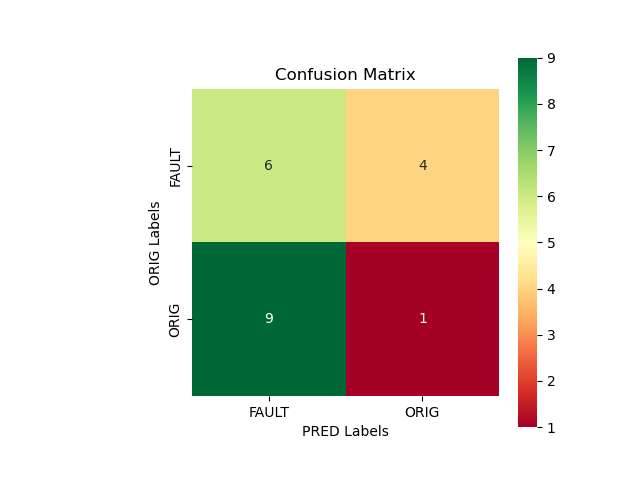 Confusion Matrix
FAULT
ORIG
ORIG Labels
6 4
9 1
FAULT ORIG
PRED Labels
9
8
7
6
5
4
3
2
1